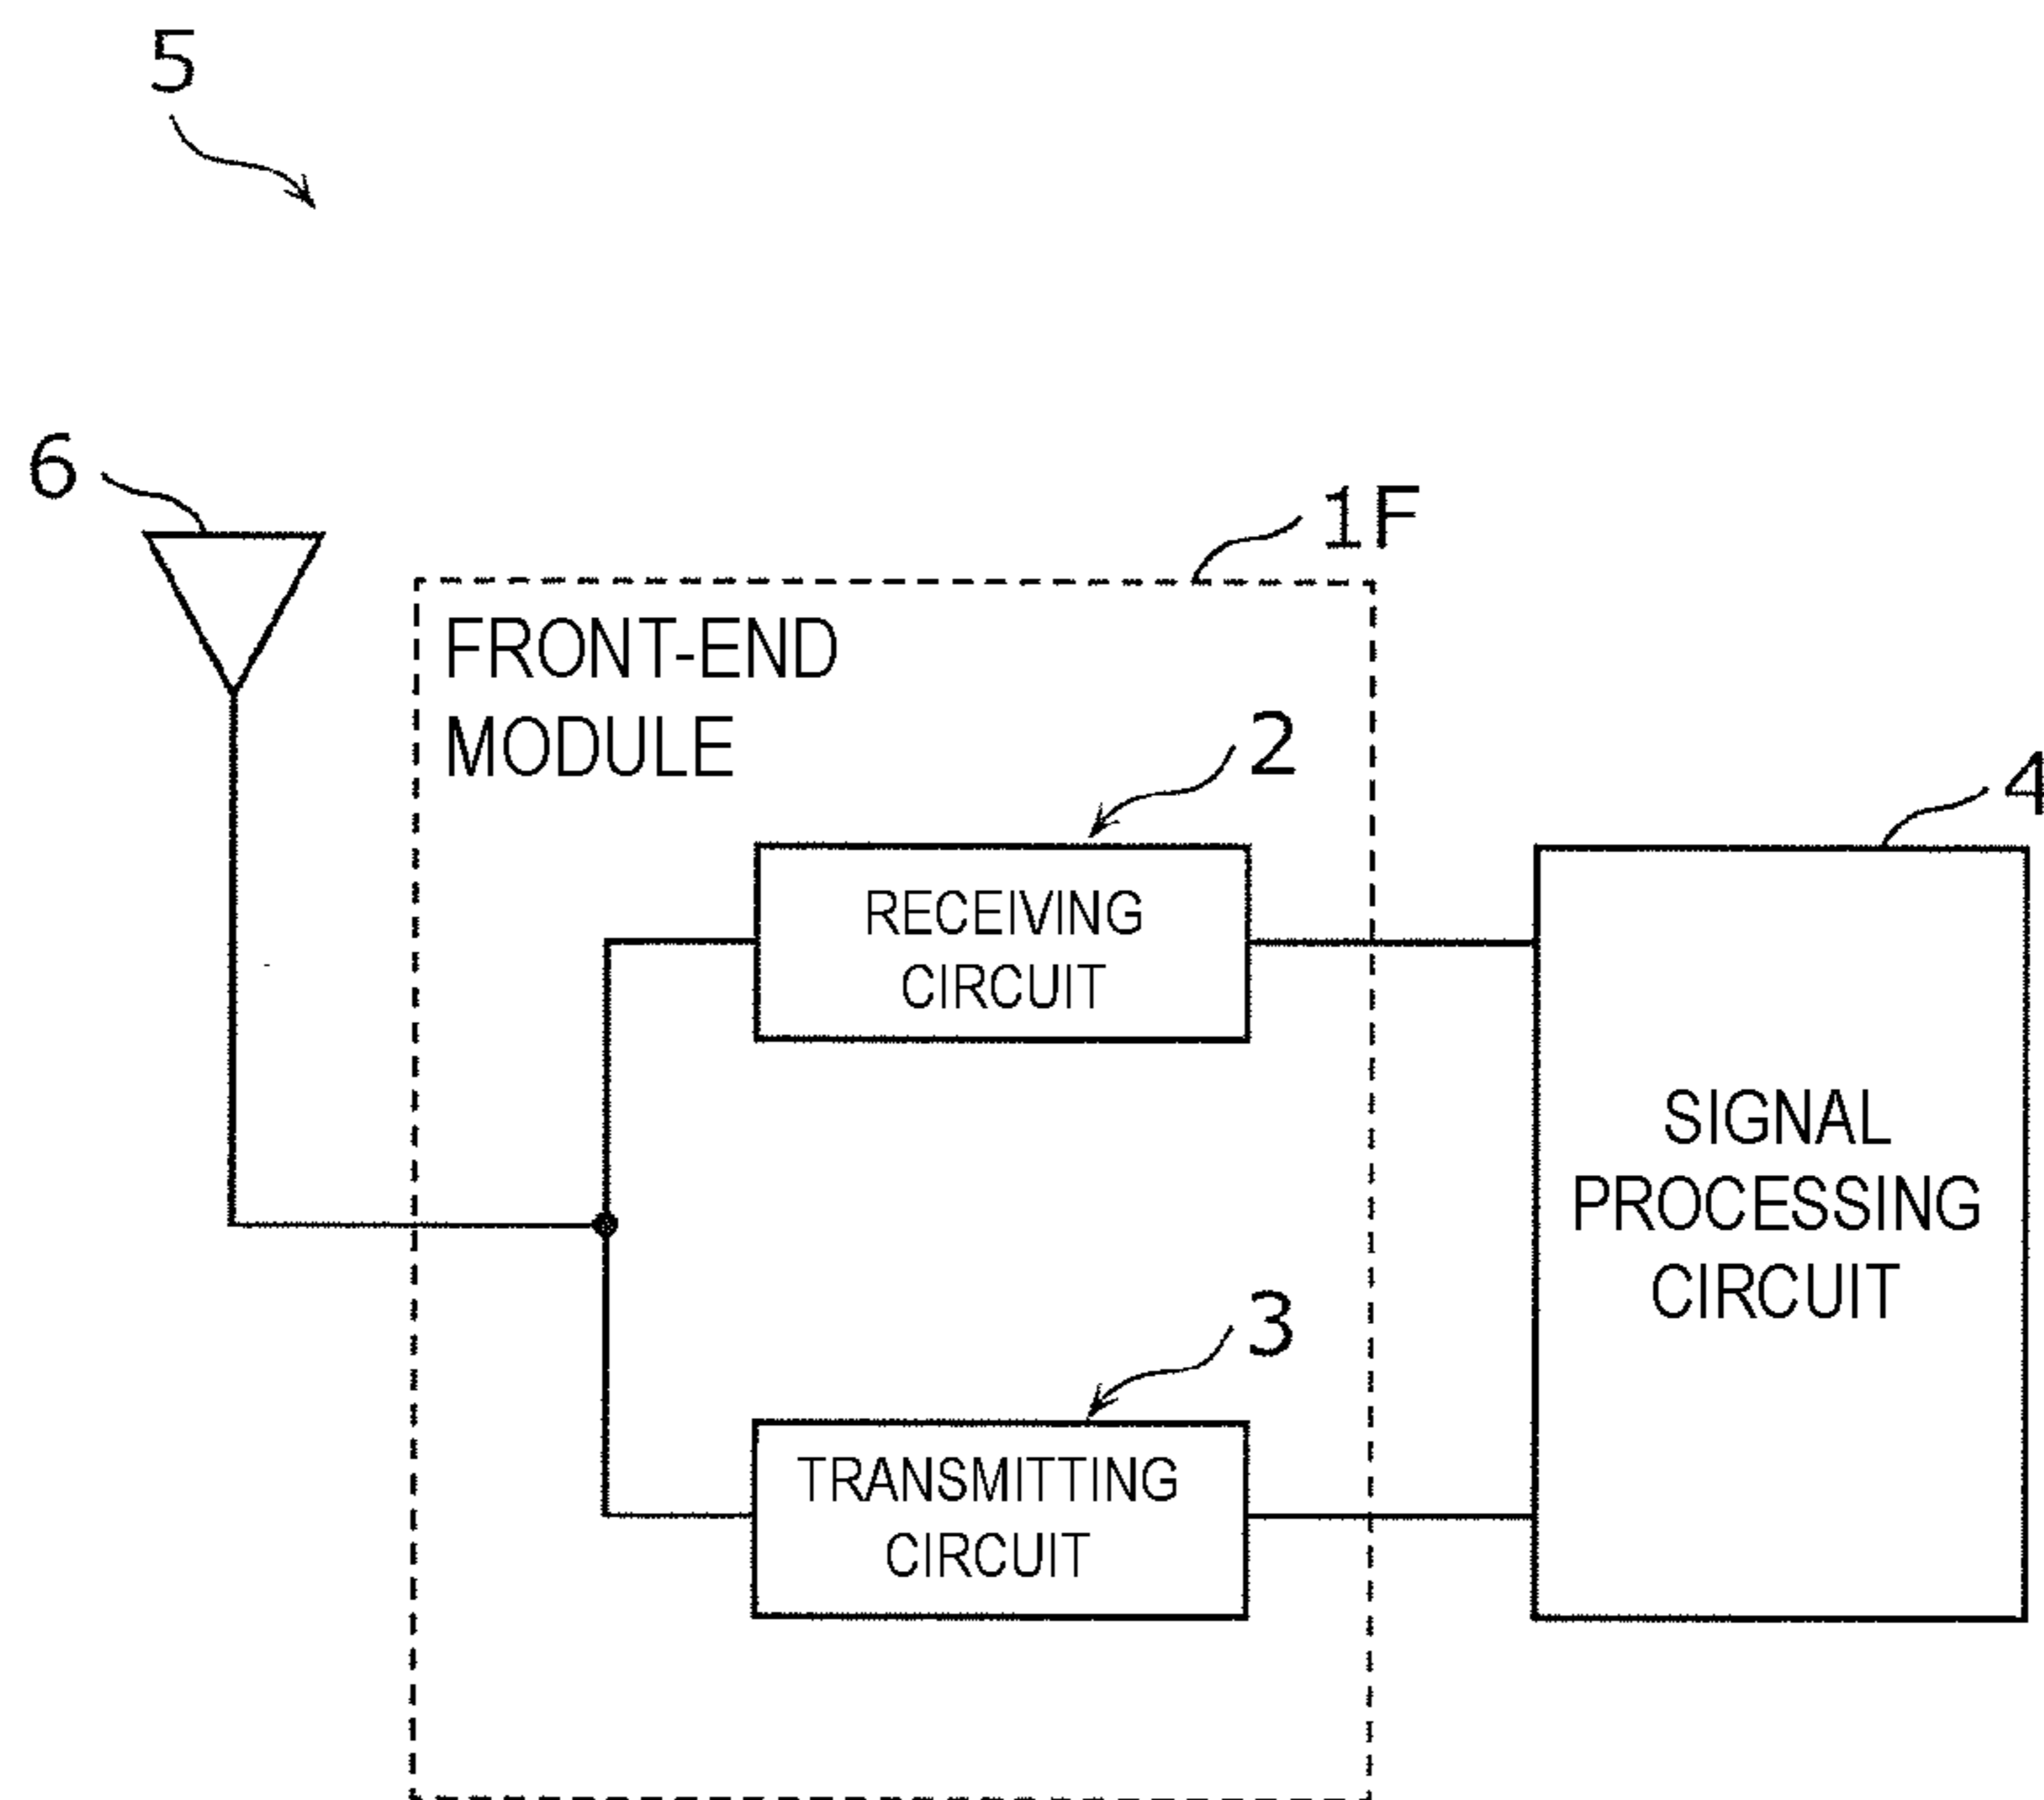 5
6
1F
FRONT-END
MODULE
2
4
RECEIVING
CIRCUIT
SIGNAL
PROCESSING
CIRCUIT
3
TRANSMITTING
CIRCUIT